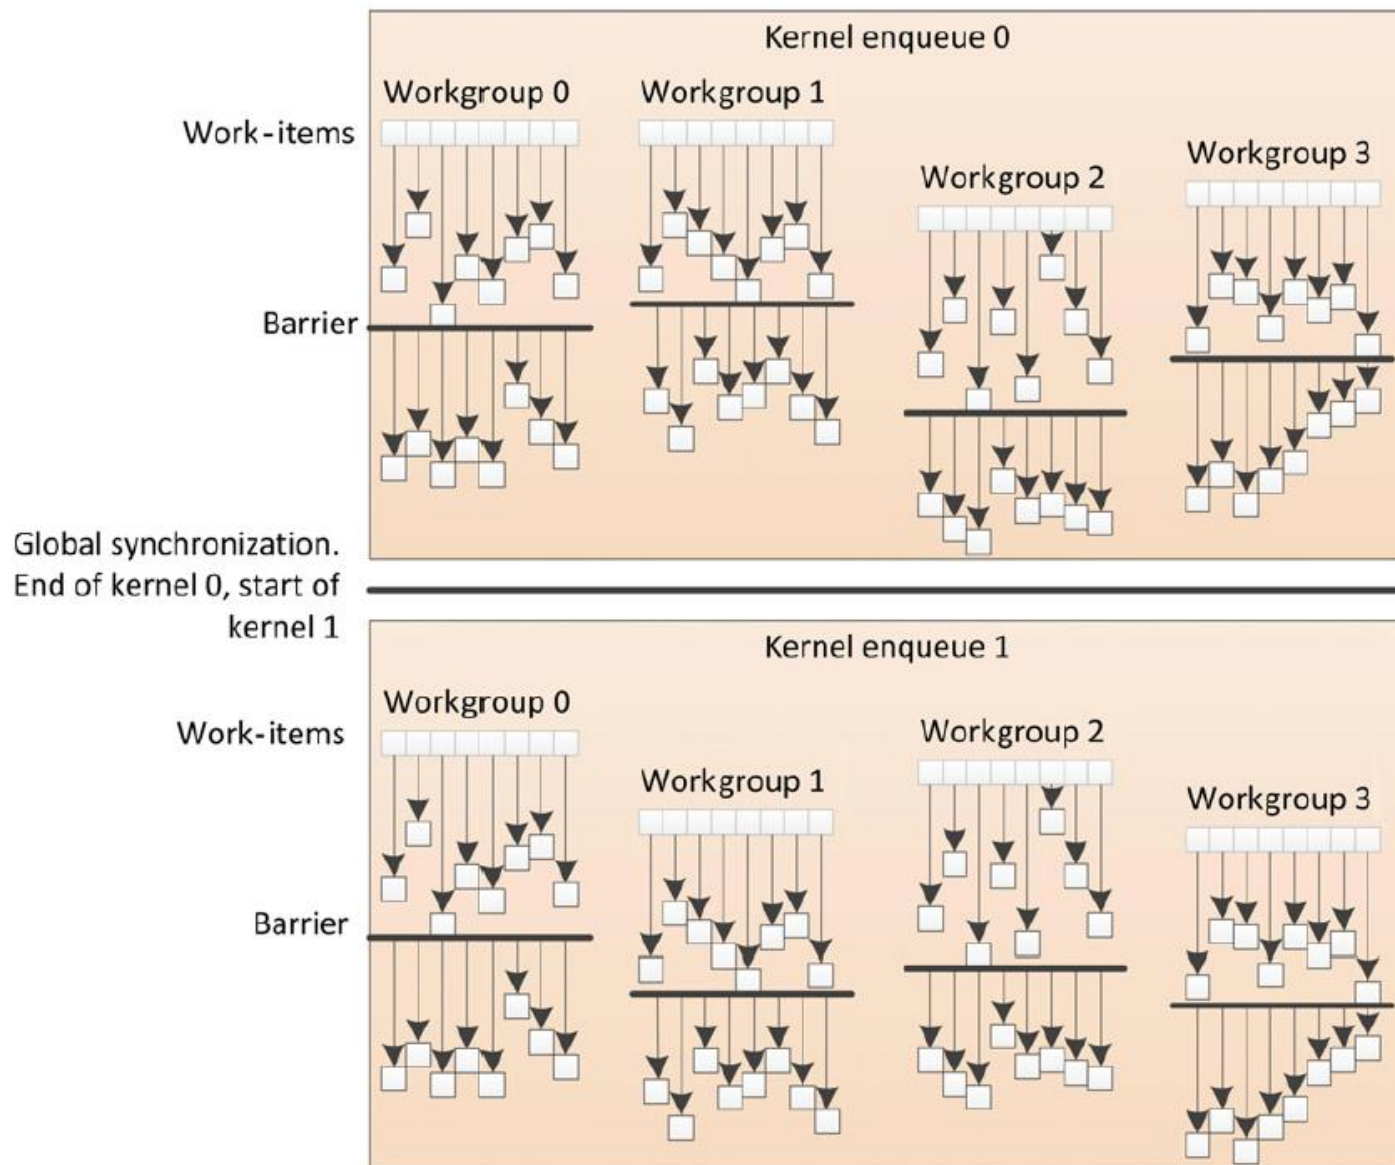 Kernel enqueue 0
Workgroup 0
Workgroup 1
Work-items
Workgroup 3
Workgroup 2
Barrier
Global synchronization.
End of kernel 0, start of
kernel 1
Kernel enqueue 1
Workgroup 0
Work-items
Workgroup 2
Workgroup 1
Workgroup 3
Barrier